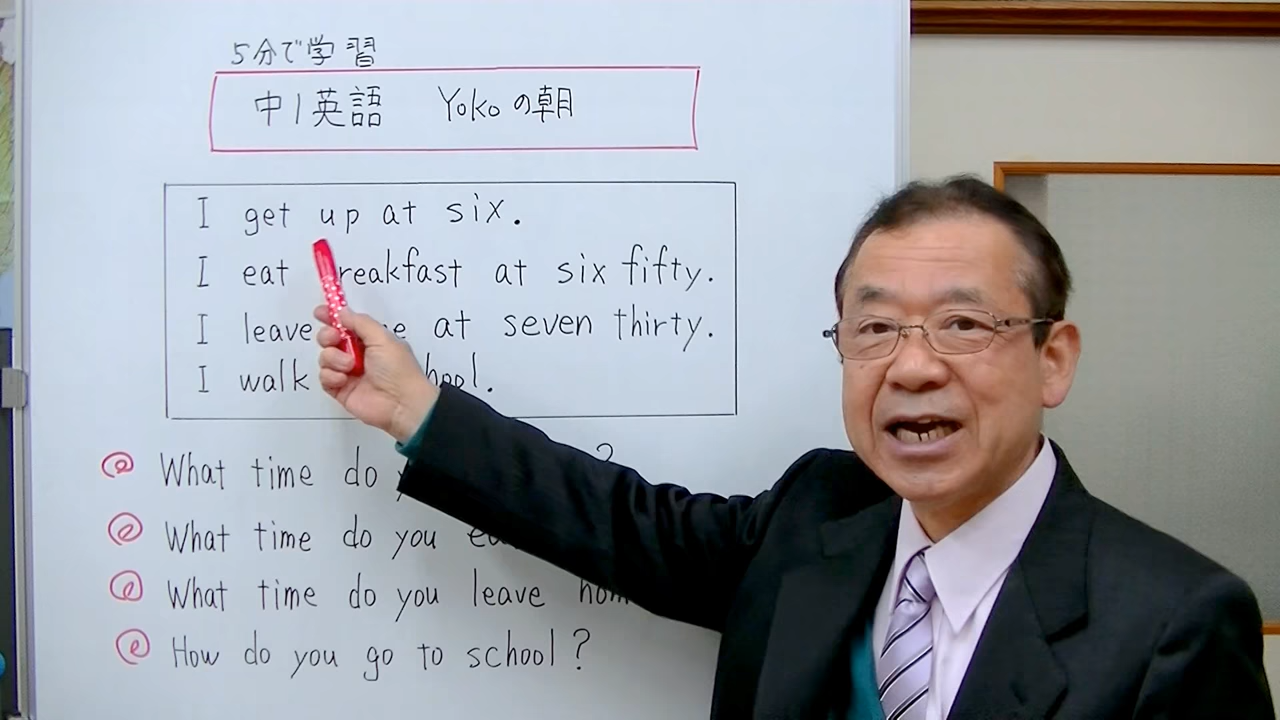 5分で学習
中1英語 Yokoの朝
I get up at six.
I eat reakfast at six fifty.
I leave e at seven thirty.
I walk hool.
@ What time do ?
@ What time do you
@ What time do you leave
@ How do you go to school?